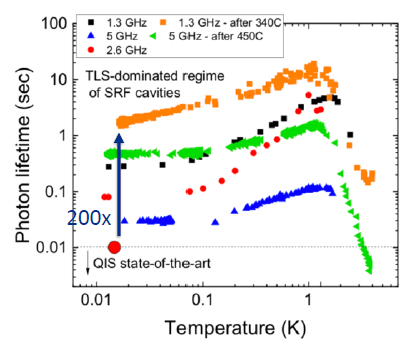 1.3 GHz 1.3 GHz - after 340C
5 GHz 5 GHz - after 450C
2.6 GHz
100
10
1
0.1
0.01
Photon lifetime (sec)
TLS-dominated regime
of SRF cavities
200x
QIS state-of-the-art
0.01 0.1 1
Temperature (K)